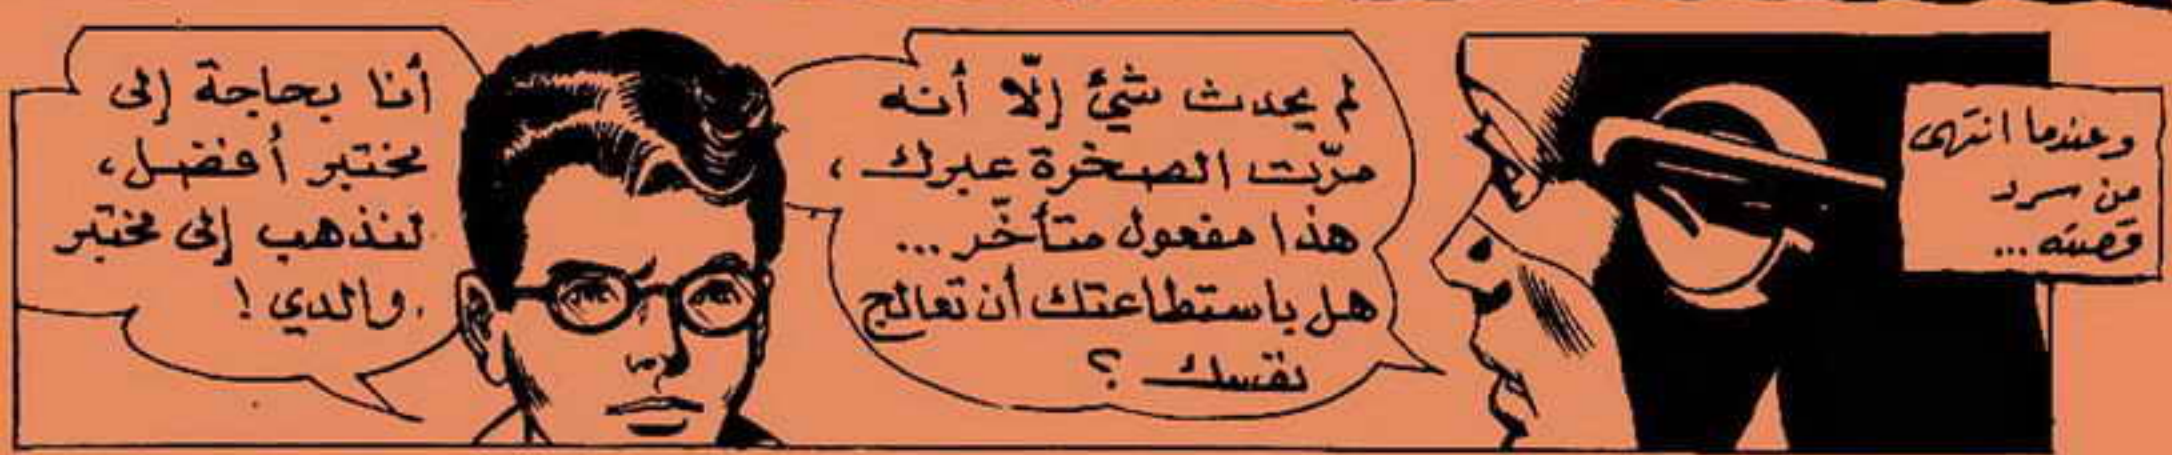 وعندما انتهى
من سرد
قصته...
لم يحدث شيئ إلّا أنه
مرّت الصخرة عبرك،
هذا مفعول متأخّر...
هل باستطاعتك أن تعالج
نفسك ؟
أنا بحاجة إلى
مختبر أفضل،
لنذهب إلى مختبر
والدي !